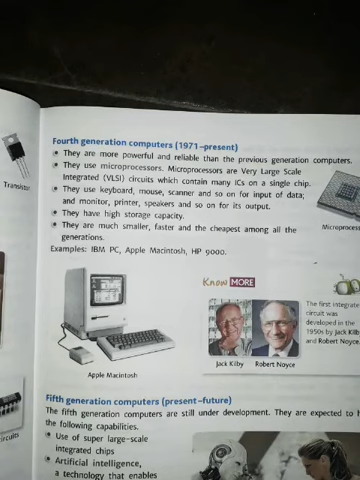 Fourth generation computers (1971–present)
They are more powerful and reliable than the previous generation computers.
They use microprocessors. Microprocessors are Very Large Scale
Integrated (VLSI) circuits which contain many ICs on a single chip.
They use keyboard, mouse, scanner and so on for input of data;
and monitor, printer, speakers and so on for its output.
They have high storage capacity.
They are much smaller, faster and the cheapest among all the
generations.
Examples: IBM PC, Apple Macintosh, HP 9000.
Transistor
Microprocess
Know MORE
The first integrate
circuit was
developed in the
1950s by Jack Kilb
and Robert Noyce
Jack Kilby
Robert Noyce
Apple Macintosh
Fifth generation computers (present–future)
The fifth generation computers are still under development. They are expected to h
the following capabilities.
Use of super large–scale
integrated chips
Artificial intelligence,
a technology that enables
ircuits